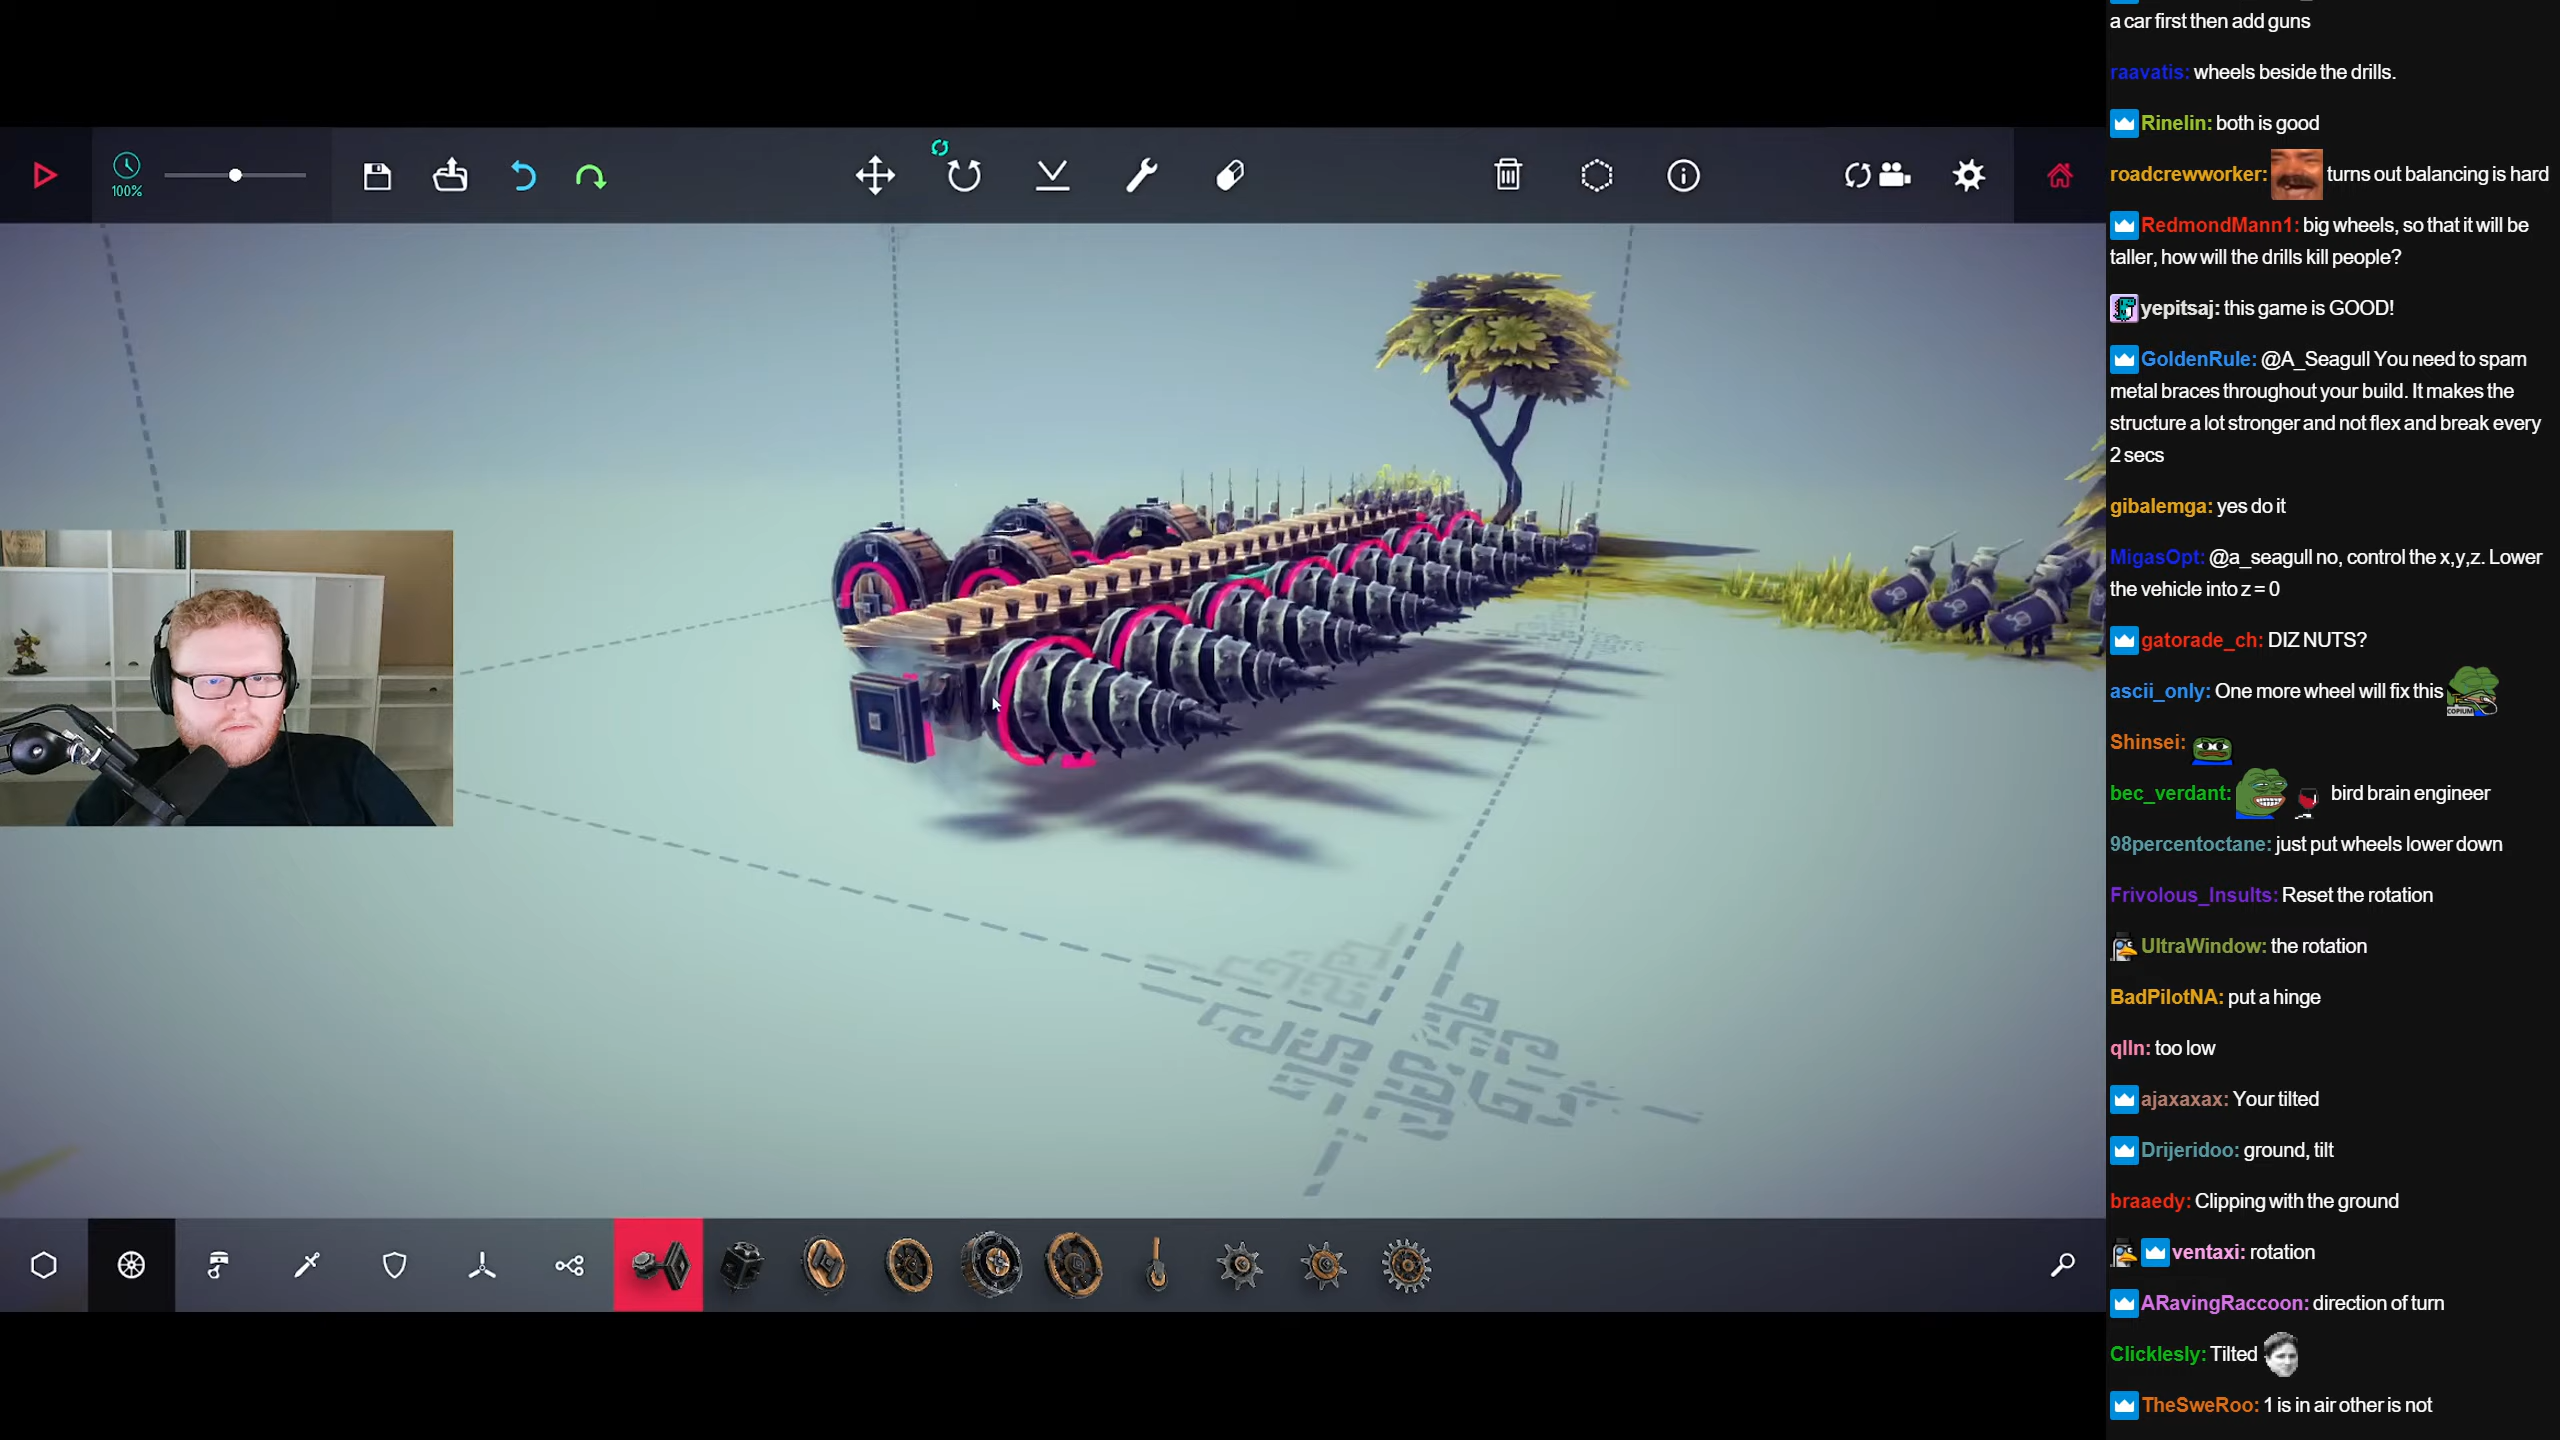 100%
a car first then add guns
raavatis: wheels beside the drills.
Rinelin: both is good
roadcrewworker: turns out balancing is hard
RedmondMann1: big wheels, so that it will be
taller, how will the drills kill people?
yepitsaj: this game is GOOD!
GoldenRule: @A_Seagull You need to spam
metal braces throughout your build. It makes the
structure a lot stronger and not flex and break every
2 secs
gibalemga: yes do it
MigasOpt: @a_seagull no, control the x,y,z. Lower
the vehicle into z = 0
gatorade_ch: DIZ NUTS?
ascii_only: One more wheel will fix this
COPIUM
Shinsei:
bec_verdant: bird brain engineer
98percentoctane: just put wheels lower down
Frivolous_Insults: Reset the rotation
UltraWindow: the rotation
BadPilotNA: put a hinge
qlln: too low
ajaxaxax: Your tilted
Drijeridoo: ground, tilt
braaedy: Clipping with the ground
ventaxi: rotation
ARavingRaccoon: direction of turn
Clicklesly: Tilted
TheSweRoo: 1 is in air other is not